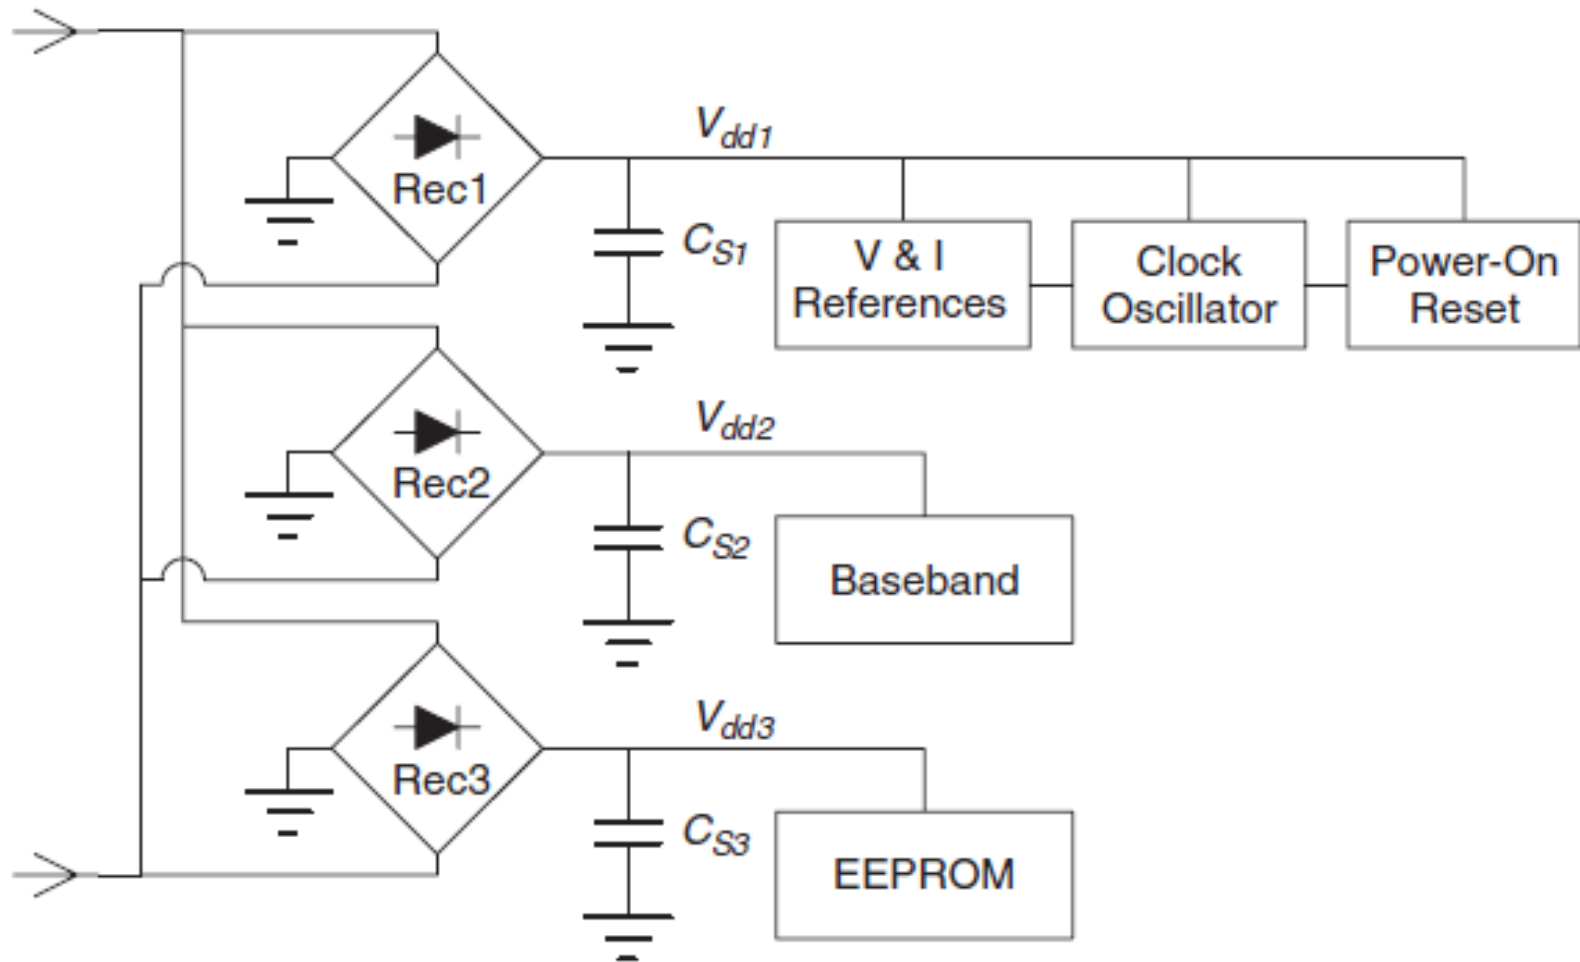 Vdd1
Rec1
CS1
V & I
References
Clock
Oscillator
Power-On
Reset
Vdd2
Rec2
CS2
Baseband
Vdd3
Rec3
CS3
EEPROM